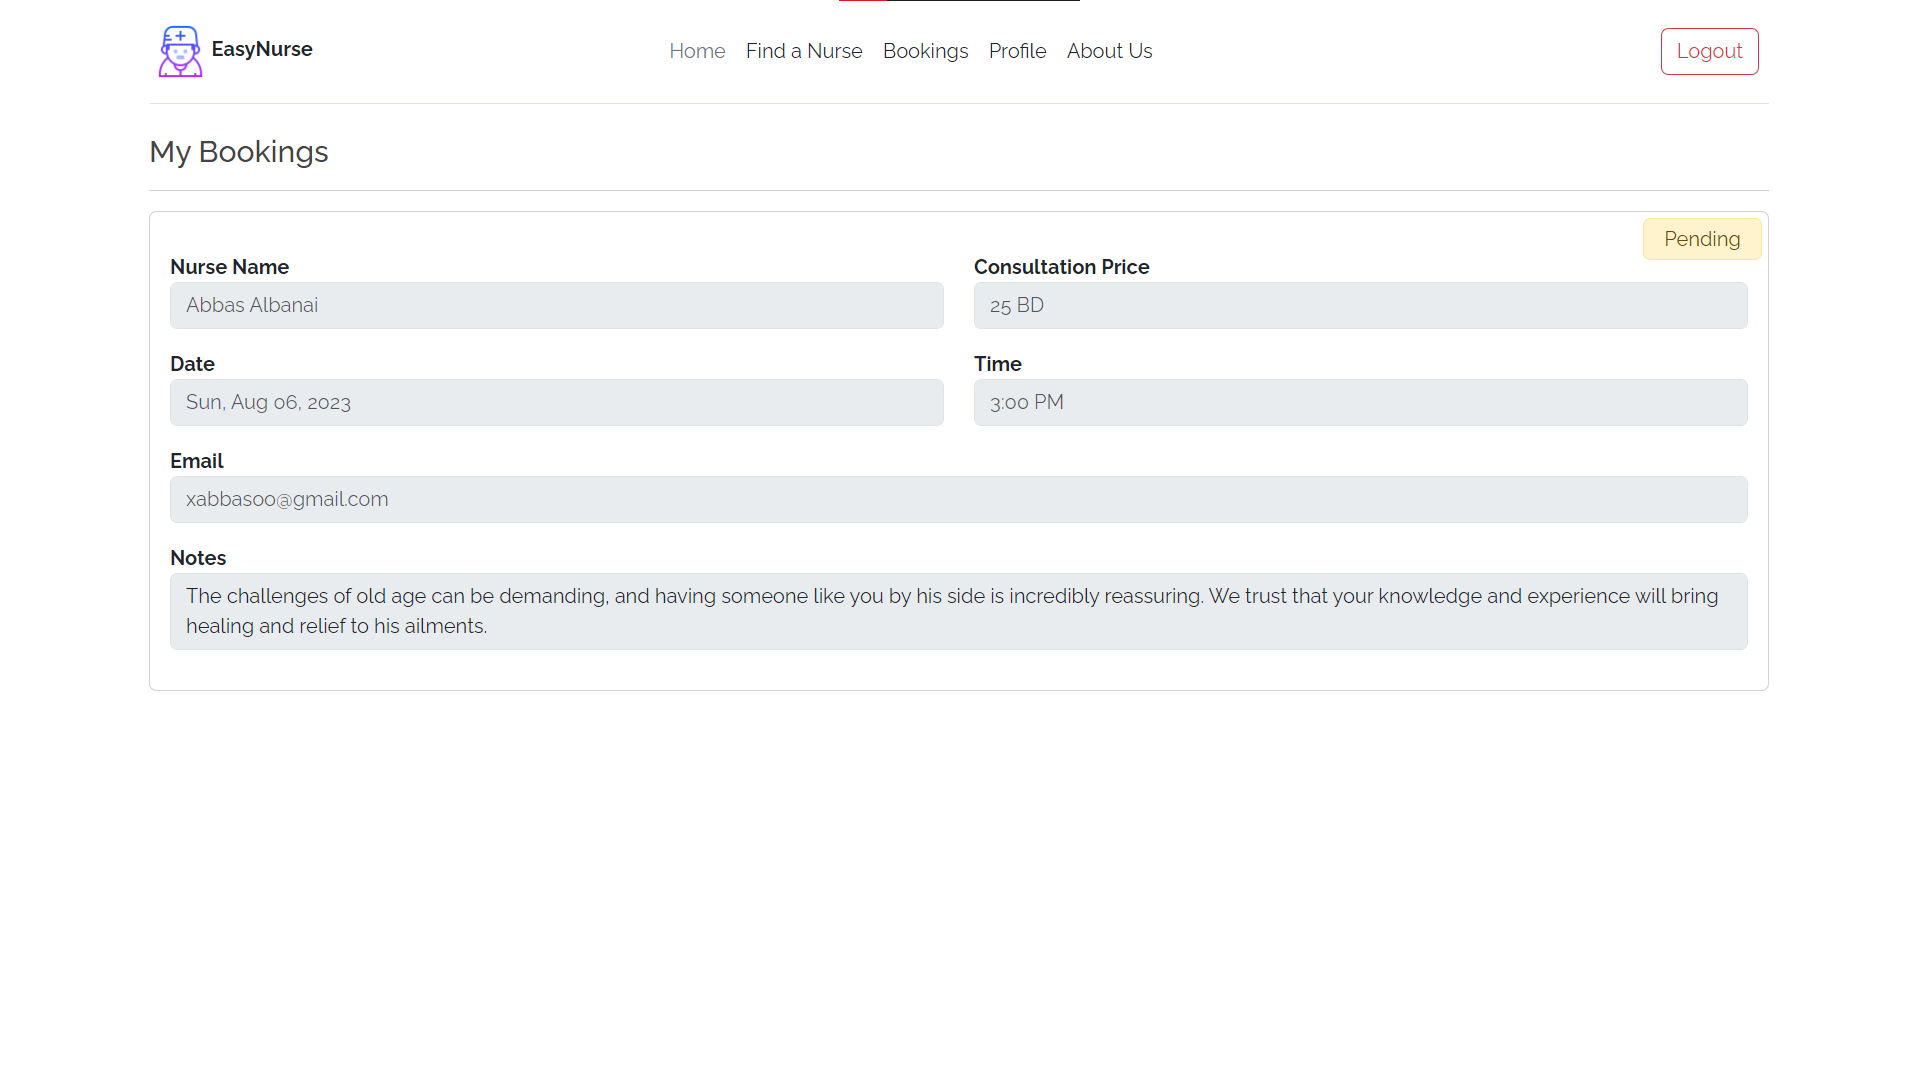 EasyNurse
Home Find a Nurse Bookings Profile About Us
Logout
My Bookings
Pending
Nurse Name
Abbas Albanai
Consultation Price
25 BD
Date
Sun, Aug 06, 2023
Time
3:00 PM
Email
xabbas00@gmail.com
Notes
The challenges of old age can be demanding, and having someone like you by his side is incredibly reassuring. We trust that your knowledge and experience will bring
healing and relief to his ailments.